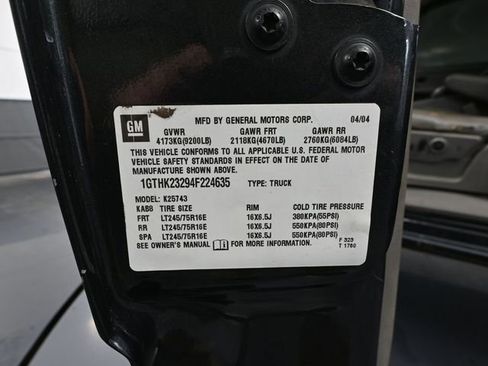 GM
MFD BY GENERAL MOTORS CORP. 04/04
GVWR GAWR FRT GAWR RR
4173KG(9200LB) 2118KG(4670LB) 2760KG(6084LB)
THIS VEHICLE CONFORMS TO ALL APPLICABLE U.S. FEDERAL MOTOR
VEHICLE SAFETY STANDARDS IN EFFECT ON THE DATE OF
MANUFACTURE SHOWN ABOVE.
1GTHK23294F224635 TYPE: TRUCK
MODEL: K25743
KABB TIRE SIZE RIM COLD TIRE PRESSURE
FRT LT245/75R16E 16X6.5J 380KPA(55PSI)
RR LT245/75R16E 16X6.5J 550KPA(80PSI)
SPA LT245/75R16E 16X6.5J 550KPA(80PSI)
SEE OWNER'S MANUAL FOR MORE INFORMATION.
F 323
T 1760